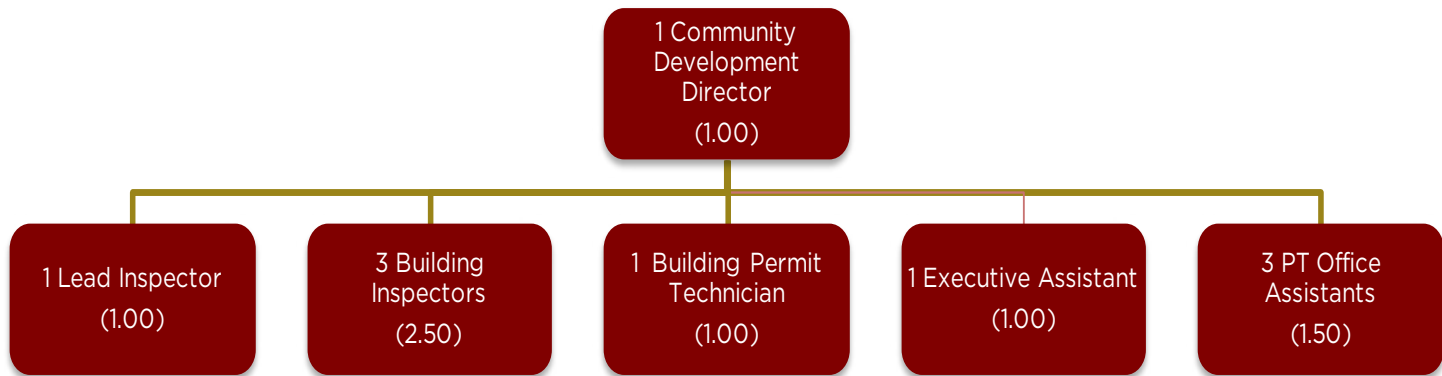 1 Community
Development
Director
(1.00)
1 Lead Inspector
(1.00)
3 Building
Inspectors
(2.50)
1 Building Permit
Technician
(1.00)
1 Executive Assistant
(1.00)
3 PT Office
Assistants
(1.50)